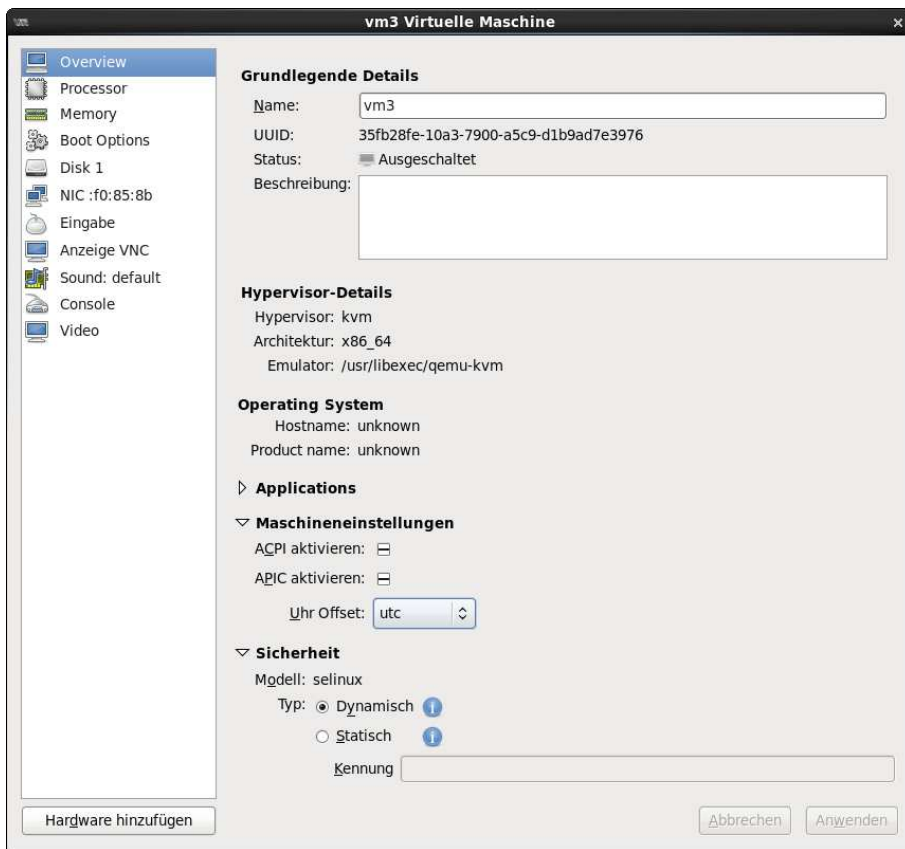 vm3 Virtuelle Maschine
Overview
Processor
Memory
Boot Options
Disk 1
NIC :f0:85:8b
Eingabe
Anzeige VNC
Sound: default
Console
Video
Hardware hinzufügen
Grundlegende Details
Name: vm3
UUID: 35fb28fe-10a3-7900-a5c9-d1b9ad7e3976
Status: Ausgeschaltet
Beschreibung:
Hypervisor-Details
Hypervisor: kvm
Architektur: x86_64
Emulator: /usr/libexec/qemu-kvm
Operating System
Hostname: unknown
Product name: unknown
Applications
Maschineneinstellungen
ACPI aktivieren:
APIC aktivieren:
Uhr Offset: utc
Sicherheit
Modell: selinux
Typ: Dynamisch
Statisch
Kennung
Abbrechen Anwenden